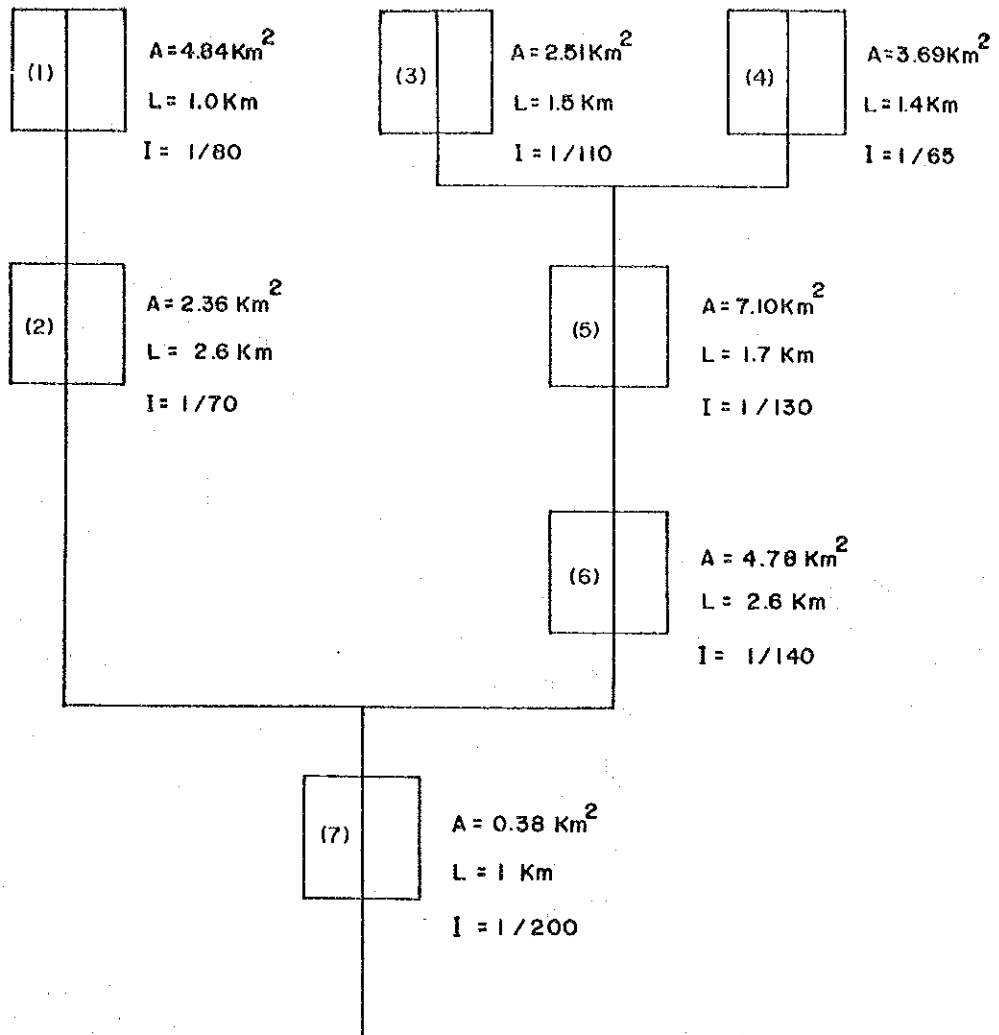 (1)
A=4.84Km²
L= 1.0 Km
I= 1/80
(3)
A=2.51Km²
L= 1.5 Km
I = 1/110
(4)
A=3.69Km²
L= 1.4Km
I = 1/65
(2)
A= 2.36 Km²
L= 2.6 Km
I= 1/70
(5)
A= 7.10Km²
L= 1.7 Km
I = 1/130
(6)
A = 4.78 Km²
L= 2.6 Km
I= 1/140
(7)
A = 0.38 Km²
L = 1 Km
I = 1/200